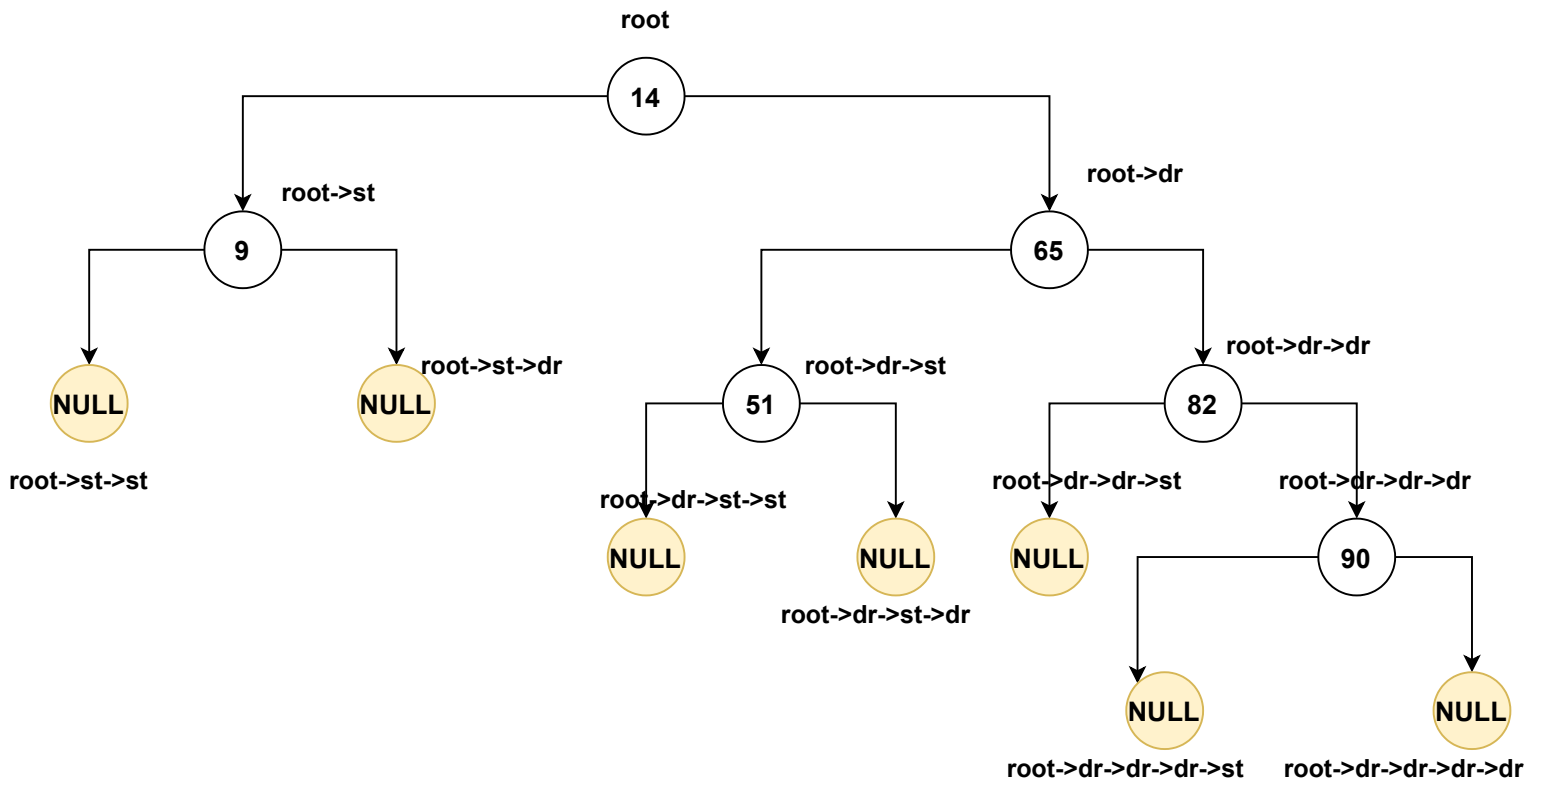 root
14
root->dr
root->st
9
65
root->dr->dr
root->st->dr
root->dr->st
NULL
NULL
51
82
root->st->st
root->dr->dr->st
root->dr->dr->dr
root->dr->st->st
NULL
NULL
NULL
90
root->dr->st->dr
NULL
NULL
root->dr->dr->dr->st
root->dr->dr->dr->dr